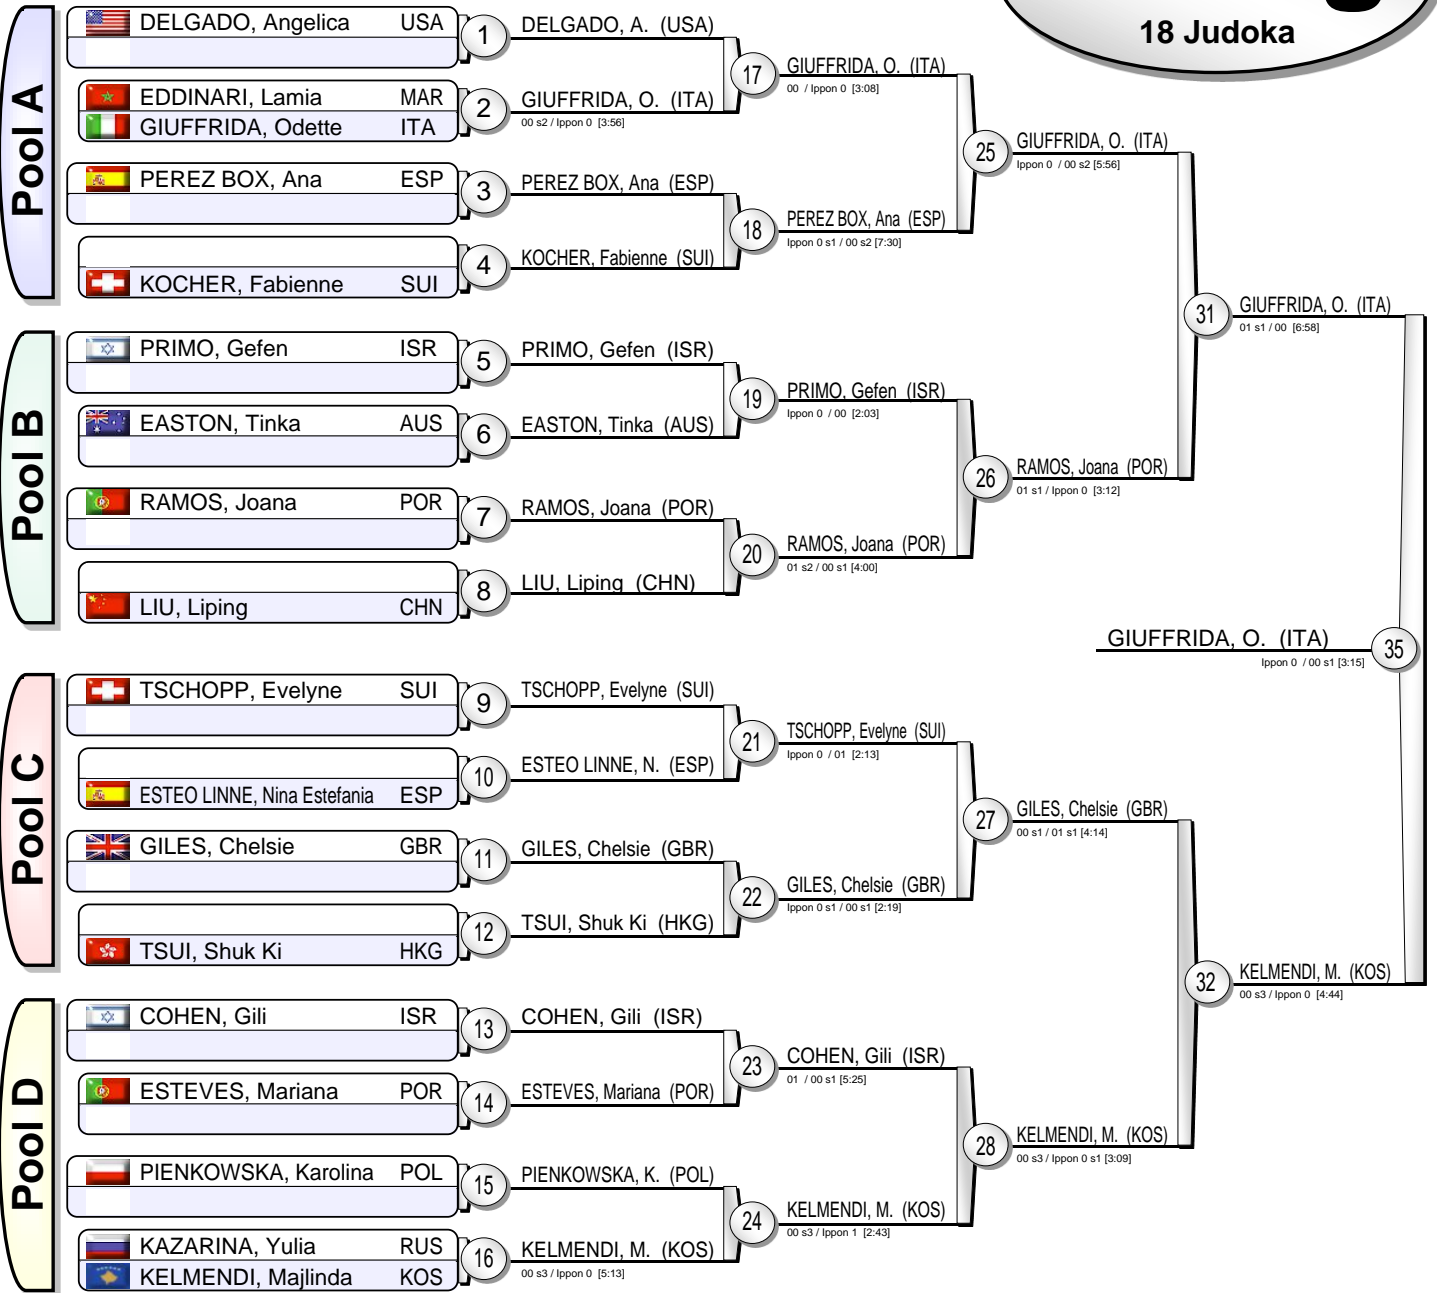 18 Judoka
Pool A
DELGADO, Angelica USA
1
DELGADO, A. (USA)
EDDINARI, Lamia MAR
GIUFFRIDA, Odette ITA
2
GIUFFRIDA, O. (ITA)
00 s2 / Ippon 0 [3:56]
17
GIUFFRIDA, O. (ITA)
00 / Ippon 0 [3:08]
PEREZ BOX, Ana ESP
3
PEREZ BOX, Ana (ESP)
KOCHER, Fabienne SUI
4
KOCHER, Fabienne (SUI)
18
PEREZ BOX, Ana (ESP)
Ippon 0 s1 / 00 s2 [7:30]
25
GIUFFRIDA, O. (ITA)
Ippon 0 / 00 s2 [5:56]
Pool B
PRIMO, Gefen ISR
5
PRIMO, Gefen (ISR)
EASTON, Tinka AUS
6
EASTON, Tinka (AUS)
19
PRIMO, Gefen (ISR)
Ippon 0 / 00 [2:03]
RAMOS, Joana POR
7
RAMOS, Joana (POR)
LIU, Liping CHN
8
LIU, Liping (CHN)
20
RAMOS, Joana (POR)
01 s2 / 00 s1 [4:00]
26
RAMOS, Joana (POR)
01 s1 / Ippon 0 [3:12]
31
GIUFFRIDA, O. (ITA)
01 s1 / 00 [6:58]
GIUFFRIDA, O. (ITA)
Ippon 0 / 00 s1 [3:15]
35
Pool C
TSCHOPP, Evelyne SUI
9
TSCHOPP, Evelyne (SUI)
ESTEO LINNE, Nina Estefania ESP
10
ESTEO LINNE, N. (ESP)
21
TSCHOPP, Evelyne (SUI)
Ippon 0 / 01 [2:13]
GILES, Chelsie GBR
11
GILES, Chelsie (GBR)
TSUI, Shuk Ki HKG
12
TSUI, Shuk Ki (HKG)
22
GILES, Chelsie (GBR)
Ippon 0 s1 / 00 s1 [2:19]
27
GILES, Chelsie (GBR)
00 s1 / 01 s1 [4:14]
Pool D
COHEN, Gili ISR
13
COHEN, Gili (ISR)
ESTEVES, Mariana POR
14
ESTEVES, Mariana (POR)
23
COHEN, Gili (ISR)
01 / 00 s1 [5:25]
PIENKOWSKA, Karolina POL
15
PIENKOWSKA, K. (POL)
KAZARINA, Yulia RUS
KELMENDI, Majlinda KOS
16
KELMENDI, M. (KOS)
00 s3 / Ippon 0 [5:13]
24
KELMENDI, M. (KOS)
00 s3 / Ippon 1 [2:43]
28
KELMENDI, M. (KOS)
00 s3 / Ippon 0 s1 [3:09]
32
KELMENDI, M. (KOS)
00 s3 / Ippon 0 [4:44]